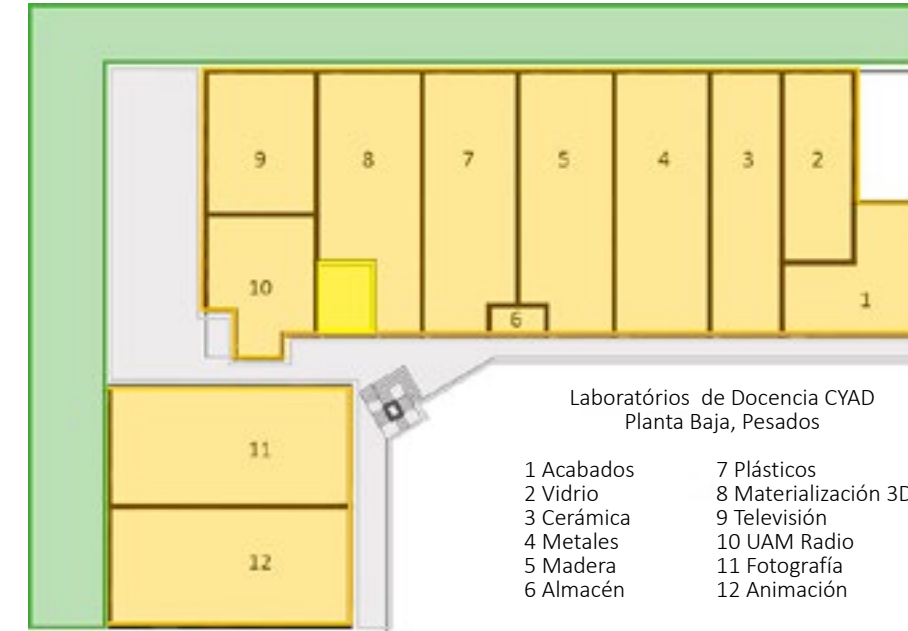 9
8
7
5
4
3
2
10
6
1
11
12
Laboratórios de Docencia CYAD
Planta Baja, Pesados
1 Acabados
2 Vidrio
3 Cerámica
4 Metales
5 Madera
6 Almacén
7 Plásticos
8 Materialización 3D
9 Televisión
10 UAM Radio
11 Fotografía
12 Animación